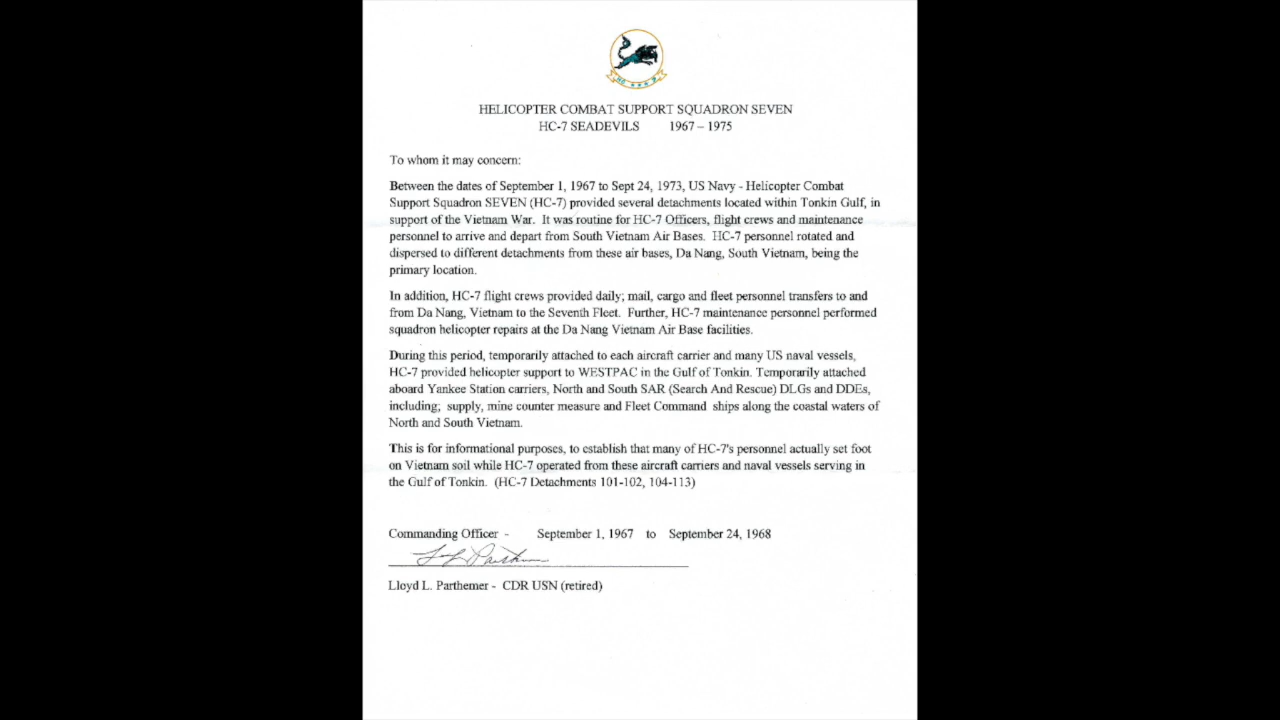 HELICOPTER COMBAT SUPPORT SQUADRON SEVEN
HC-7 SEADEVILS 1967 – 1975
To whom it may concern:
Between the dates of September 1, 1967 to Sept 24, 1973, US Navy - Helicopter Combat
Support Squadron SEVEN (HC-7) provided several detachments located within Tonkin Gulf, in
support of the Vietnam War. It was routine for HC-7 Officers, flight crews and maintenance
personnel to arrive and depart from South Vietnam Air Bases. HC-7 personnel rotated and
dispersed to different detachments from these air bases, Da Nang, South Vietnam, being the
primary location.
In addition, HC-7 flight crews provided daily; mail, cargo and fleet personnel transfers to and
from Da Nang, Vietnam to the Seventh Fleet. Further, HC-7 maintenance personnel performed
squadron helicopter repairs at the Da Nang Vietnam Air Base facilities.
During this period, temporarily attached to each aircraft carrier and many US naval vessels,
HC-7 provided helicopter support to WESTPAC in the Gulf of Tonkin. Temporarily attached
aboard Yankee Station carriers, North and South SAR (Search And Rescue) DLGs and DDEs,
including; supply, mine counter measure and Fleet Command ships along the coastal waters of
North and South Vietnam.
This is for informational purposes, to establish that many of HC-7's personnel actually set foot
on Vietnam soil while HC-7 operated from these aircraft carriers and naval vessels serving in
the Gulf of Tonkin. (HC-7 Detachments 101-102, 104-113)
Commanding Officer - September 1, 1967 to September 24, 1968
Lloyd L. Parthemer - CDR USN (retired)